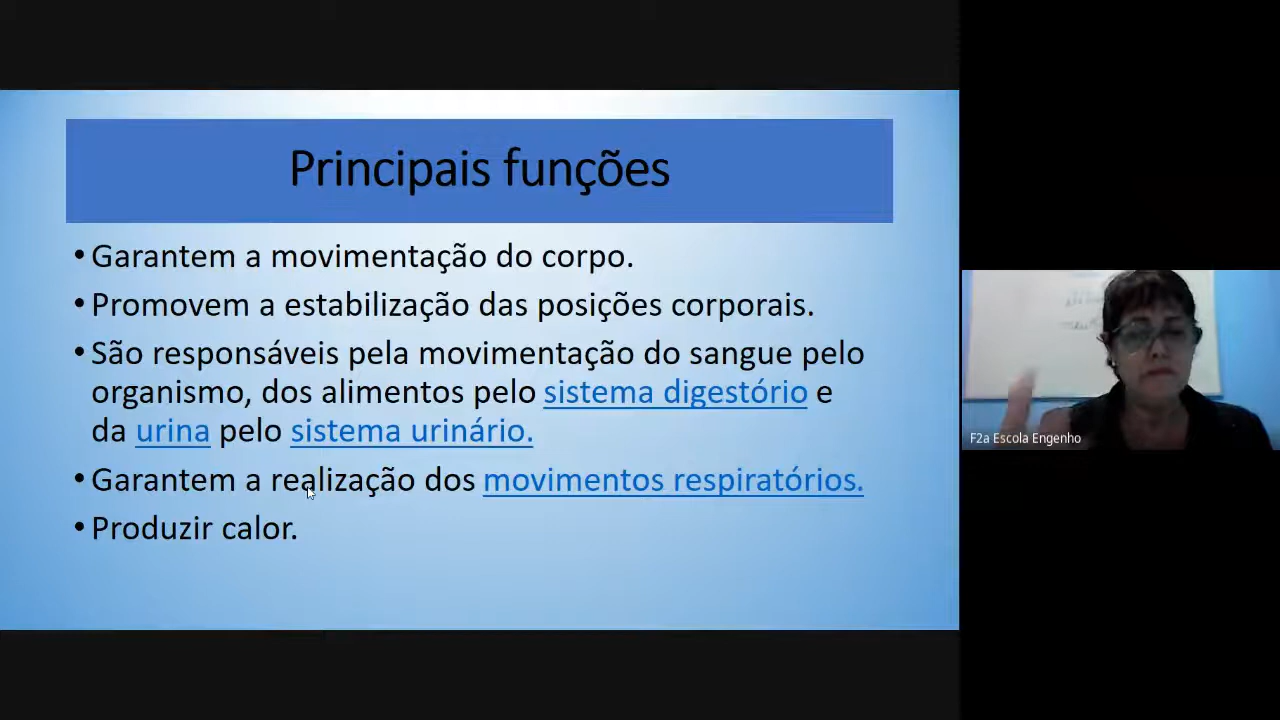 Principais funções
• Garantem a movimentação do corpo.
• Promovem a estabilização das posições corporais.
• São responsáveis pela movimentação do sangue pelo
organismo, dos alimentos pelo sistema digestório e
da urina pelo sistema urinário.
• Garantem a realização dos movimentos respiratórios.
• Produzir calor.
F2a Escola Engenho